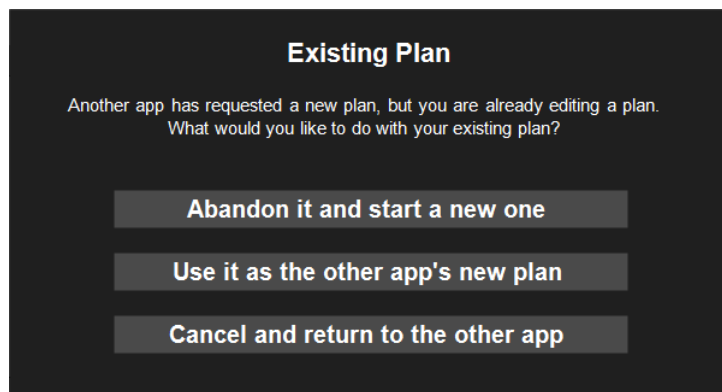 Existing Plan
Another app has requested a new plan, but you are already editing a plan.
What would you like to do with your existing plan?
Abandon it and start a new one
Use it as the other app's new plan
Cancel and return to the other app